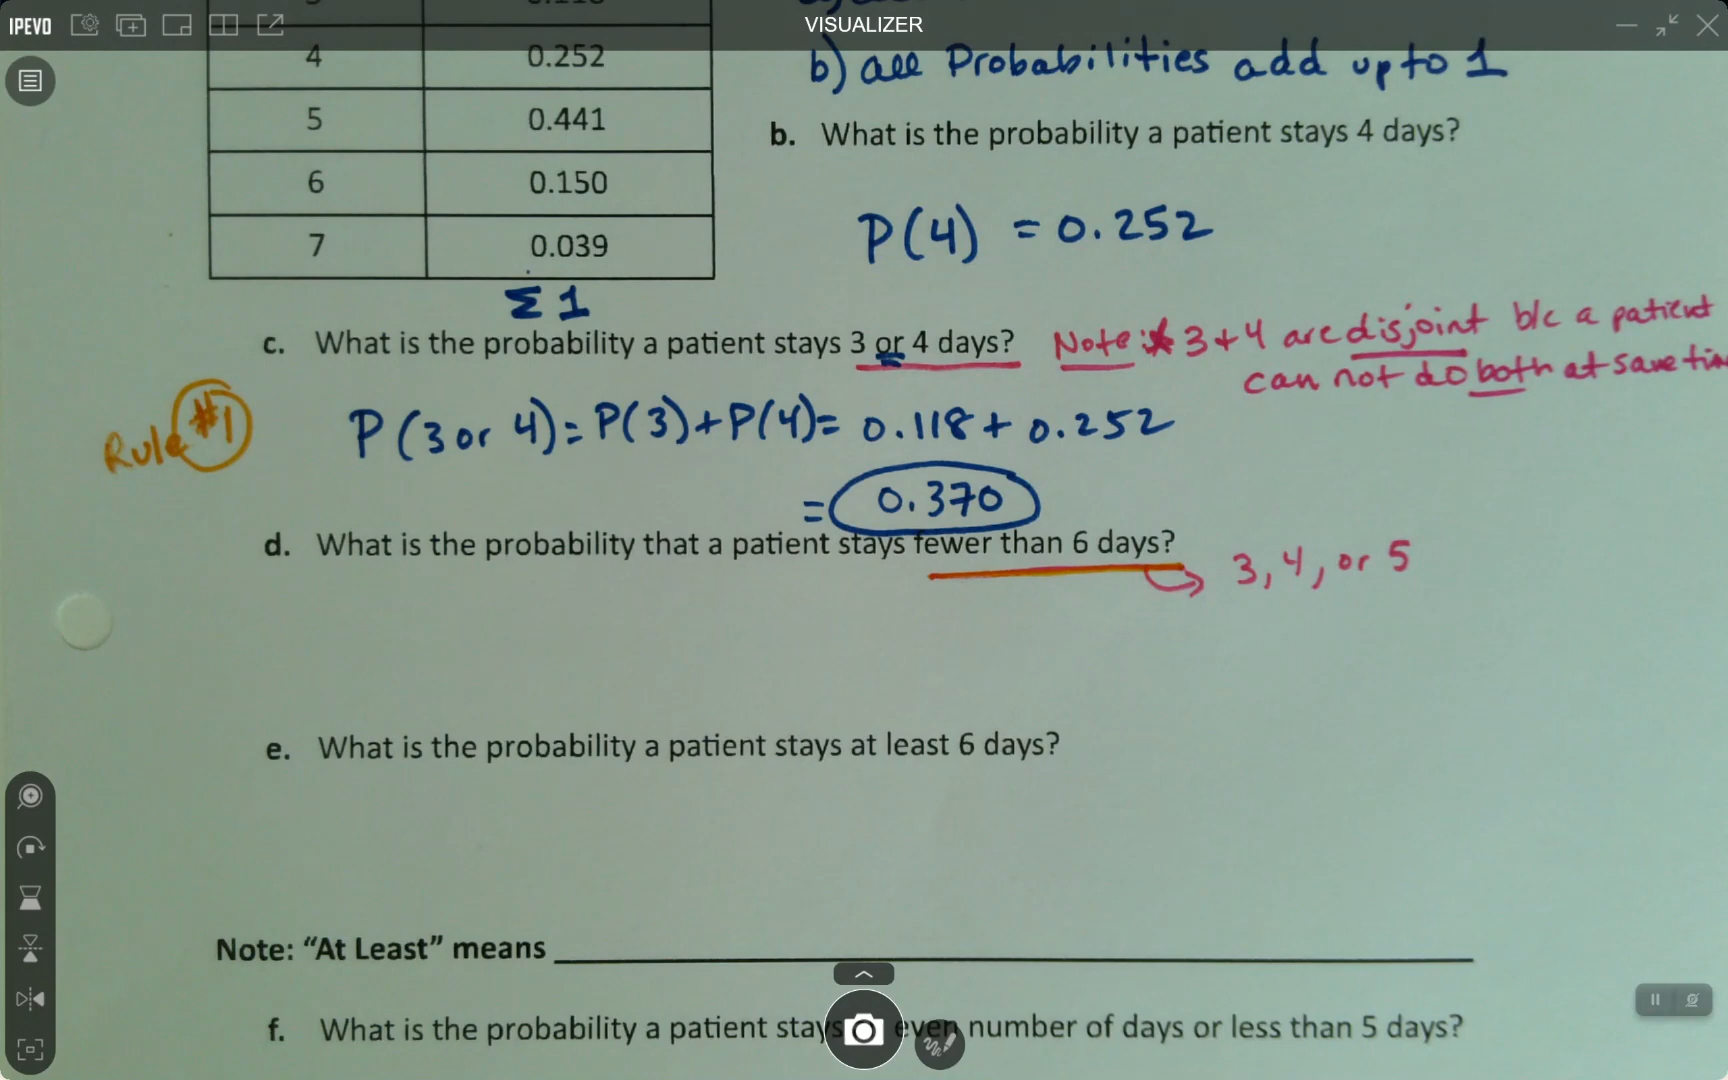 IPEVO
VISUALIZER
4 0.252
5 0.441
6 0.150
7 0.039
Σ 1
b) all Probabilities add up to 1
b. What is the probability a patient stays 4 days?
P(4) = 0.252
c. What is the probability a patient stays 3 or 4 days?
Note:* 3+4 are disjoint b/c a patient
can not do both at same
Rule #1
P(3 or 4) = P(3)+P(4)= 0.118 + 0.252
= 0.370
d. What is the probability that a patient stays fewer than 6 days?
3, 4, or 5
e. What is the probability a patient stays at least 6 days?
Note: “At Least” means
f. What is the probability a patient stays even number of days or less than 5 days?